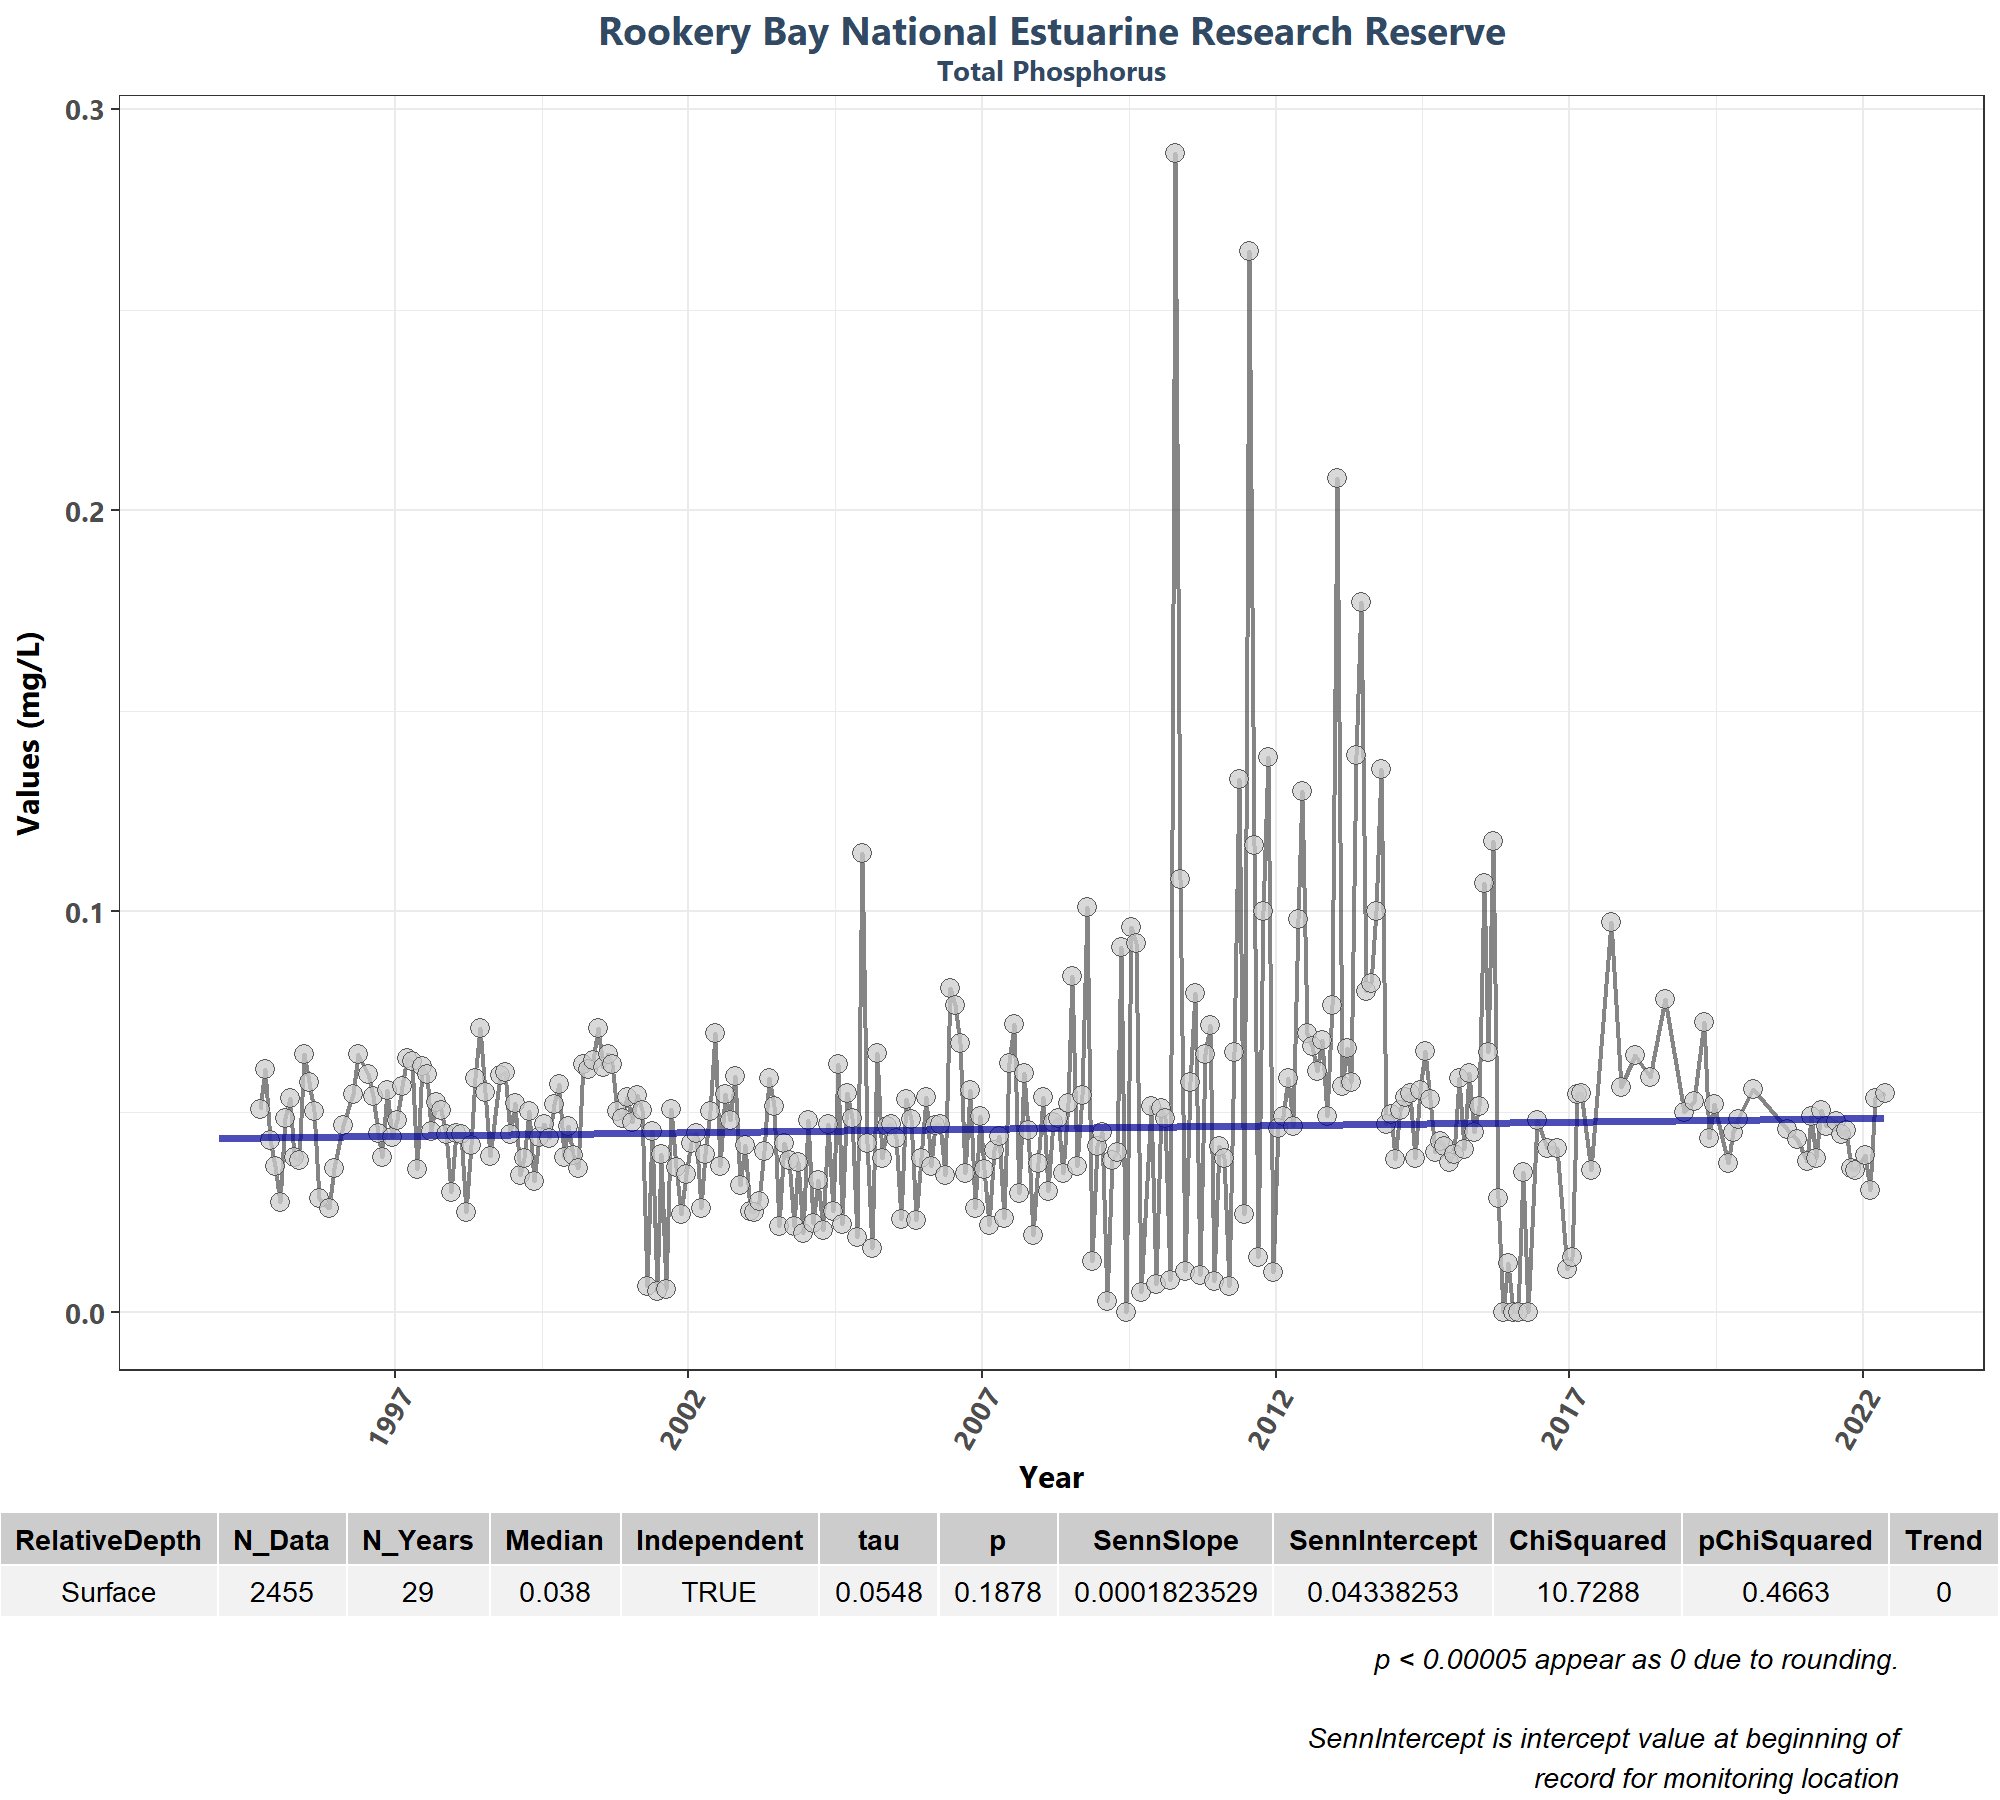 Rookery Bay National Estuarine Research Reserve
Total Phosphorus
0.3
0.2
0.1
0.0
Values (mg/L)
1997 2002 2007 2012 2017 2022
Year
RelativeDepth N_Data N_Years Median Independent tau p SennSlope SennIntercept ChiSquared pChiSquared Trend
Surface 2455 29 0.038 TRUE 0.0548 0.1878 0.0001823529 0.04338253 10.7288 0.4663 0
p < 0.00005 appear as 0 due to rounding.
SennIntercept is intercept value at beginning of
record for monitoring location